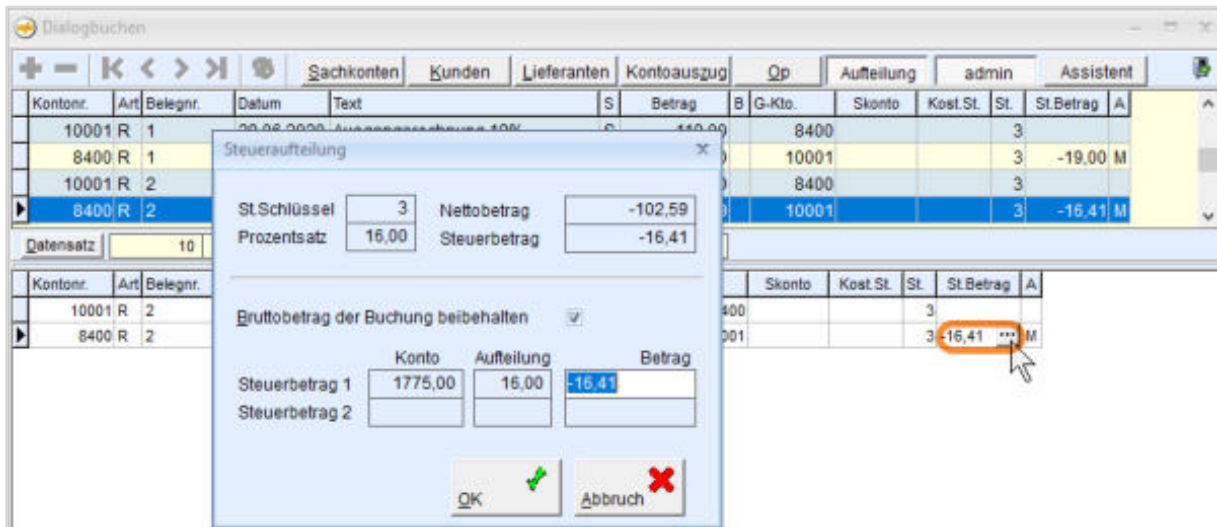 Dialogbuchen
Sachkonten Kunden Lieferanten Kontoauszug Op Aufteilung admin Assistent
Kontonr. Art Belegnr. Datum Text S Betrag B G-Kto. Skonto Kost.St. St. St.Betrag A
10001 R 1 8400 3
8400 R 1 10001 3 -19,00 M
10001 R 2 8400 3
8400 R 2 10001 3 -16,41 M
Datensatz 10
Kontonr. Art Belegnr. Skonto Kost.St. St. St.Betrag A
10001 R 2 400 3
8400 R 2 001 3 -16,41 ... M
Steueraufteilung
St.Schlüssel 3 Nettobetrag -102,59
Prozentsatz 16,00 Steuerbetrag -16,41
Bruttobetrag der Buchung beibehalten
Konto Aufteilung Betrag
Steuerbetrag 1 1775,00 16,00 -16,41
Steuerbetrag 2
OK Abbruch